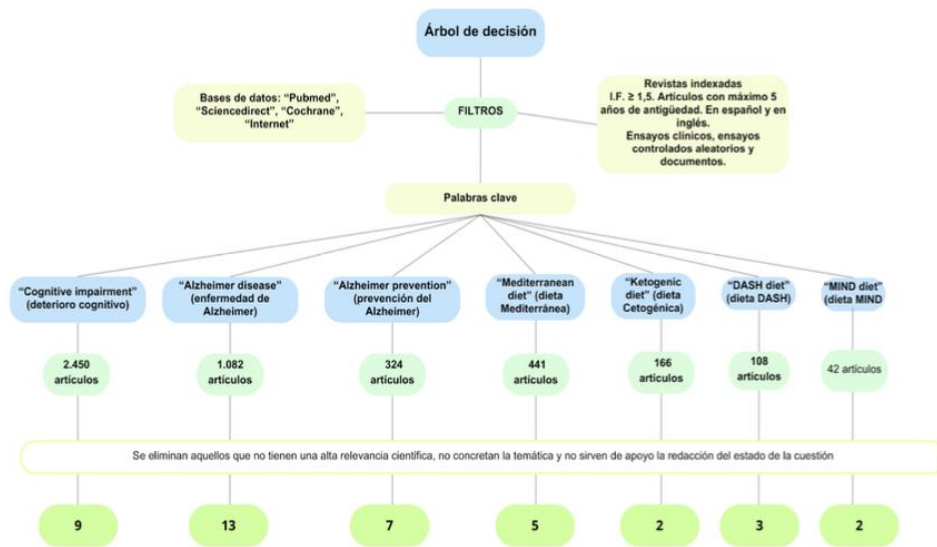 Árbol de decisión
Bases de datos: “Pubmed”,
“Sciencedirect”, “Cochrane”,
“Internet”
FILTROS
Revistas indexadas
I.F. ≥ 1,5. Artículos con máximo 5
años de antigüedad. En español y en
inglés.
Ensayos clínicos, ensayos
controlados aleatorios y
documentos.
Palabras clave
“Cognitive impairment”
(deterioro cognitivo)
“Alzheimer disease”
(enfermedad de
Alzheimer)
“Alzheimer prevention”
(prevención del
Alzheimer)
“Mediterranean
diet” (dieta
Mediterránea)
“Ketogenic
diet” (dieta
Cetogénica)
“DASH diet”
(dieta DASH)
“MIND diet”
(dieta MIND
2.450
artículos
1.082
artículos
324
artículos
441
artículos
166
artículos
108
artículos
42 artículos
Se eliminan aquellos que no tienen una alta relevancia científica, no concretan la temática y no sirven de apoyo la redacción del estado de la cuestión
9
13
7
5
2
3
2